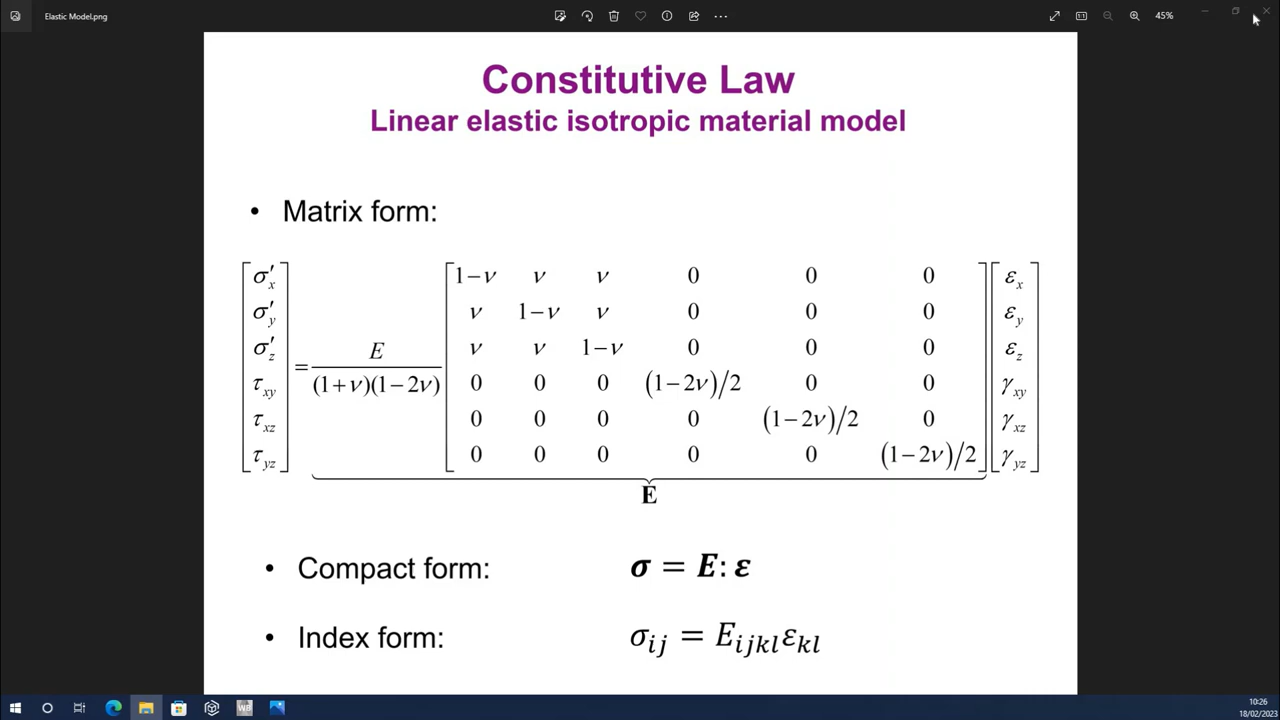 Elastic Model.png
45%
Constitutive Law
Linear elastic isotropic material model
• Matrix form:
σ′x
σ′y
σ′z
τxy
τxz
τyz
=
E
(1+ν)(1−2ν)
1−ν ν ν 0 0 0
ν 1−ν ν 0 0 0
ν ν 1−ν 0 0 0
0 0 0 (1−2ν)/2 0 0
0 0 0 0 (1−2ν)/2 0
0 0 0 0 0 (1−2ν)/2
εx
εy
εz
γxy
γxz
γyz
E
• Compact form: σ = E: ε
• Index form: σij = Eijklεkl
WB
10:26
18/02/2023